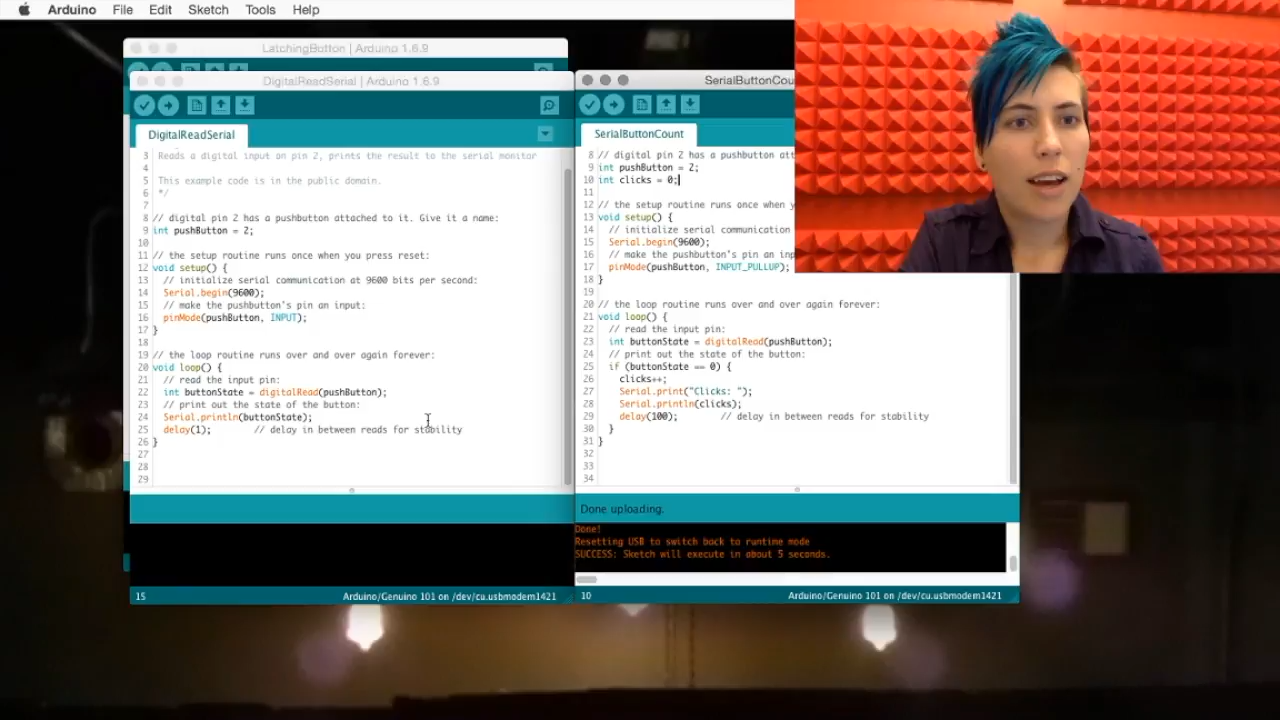 Arduino File Edit Sketch Tools Help
LatchingButton | Arduino 1.6.9
DigitalReadSerial | Arduino 1.6.9
DigitalReadSerial
3 Reads a digital input on pin 2, prints the result to the serial monitor
4
5 This example code is in the public domain.
6 */
7
8 // digital pin 2 has a pushbutton attached to it. Give it a name:
9 int pushButton = 2;
10
11 // the setup routine runs once when you press reset:
12 void setup() {
13 // initialize serial communication at 9600 bits per second:
14 Serial.begin(9600);
15 // make the pushbutton's pin an input:
16 pinMode(pushButton, INPUT);
17 }
18
19 // the loop routine runs over and over again forever:
20 void loop() {
21 // read the input pin:
22 int buttonState = digitalRead(pushButton);
23 // print out the state of the button:
24 Serial.println(buttonState);
25 delay(1); // delay in between reads for stability
26 }
27
28
29
15 Arduino/Genuino 101 on /dev/cu.usbmodem1421
SerialButtonCou
SerialButtonCount
8 // digital pin 2 has a pushbutton att
9 int pushButton = 2;
10 int clicks = 0;
11
12 // the setup routine runs once when y
13 void setup() {
14 // initialize serial communication
15 Serial.begin(9600);
16 // make the pushbutton's pin an inp
17 pinMode(pushButton, INPUT_PULLUP);
18 }
19
20 // the loop routine runs over and over again forever:
21 void loop() {
22 // read the input pin:
23 int buttonState = digitalRead(pushButton);
24 // print out the state of the button:
25 if (buttonState == 0) {
26 clicks++;
27 Serial.print("Clicks: ");
28 Serial.println(clicks);
29 delay(100); // delay in between reads for stability
30 }
31 }
32
33
34
Done uploading.
Done!
Resetting USB to switch back to runtime mode
SUCCESS: Sketch will execute in about 5 seconds.
10 Arduino/Genuino 101 on /dev/cu.usbmodem1421